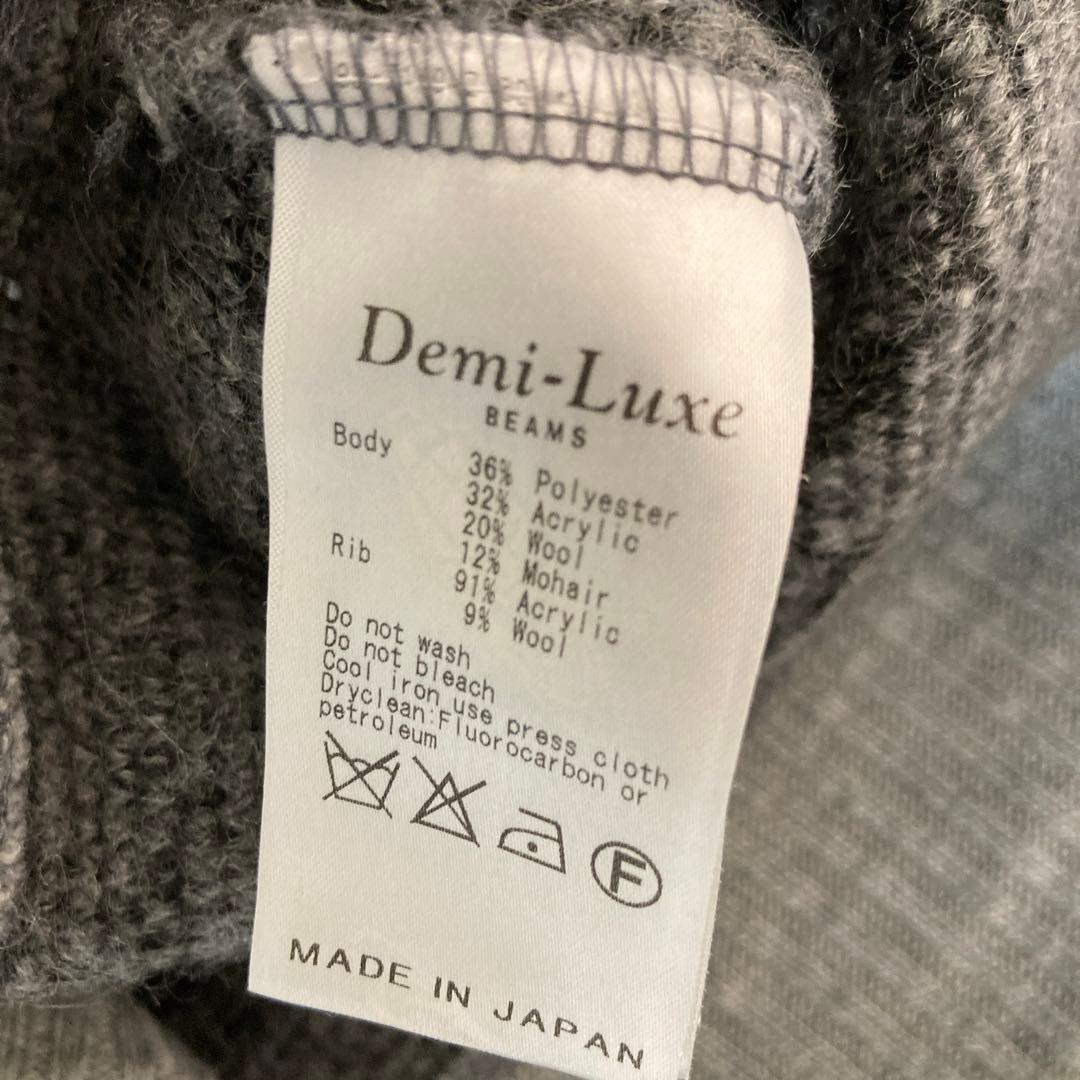 Demi-Luxe
BEAMS
Body 36% Polyester
32% Acrylic
20% Wool
12% Mohair
Rib 91% Acrylic
9% Wool
Do not wash
Do not bleach
Cool iron use press cloth
Dryclean:Fluorocarbon or
petroleum
F
MADE IN JAPAN